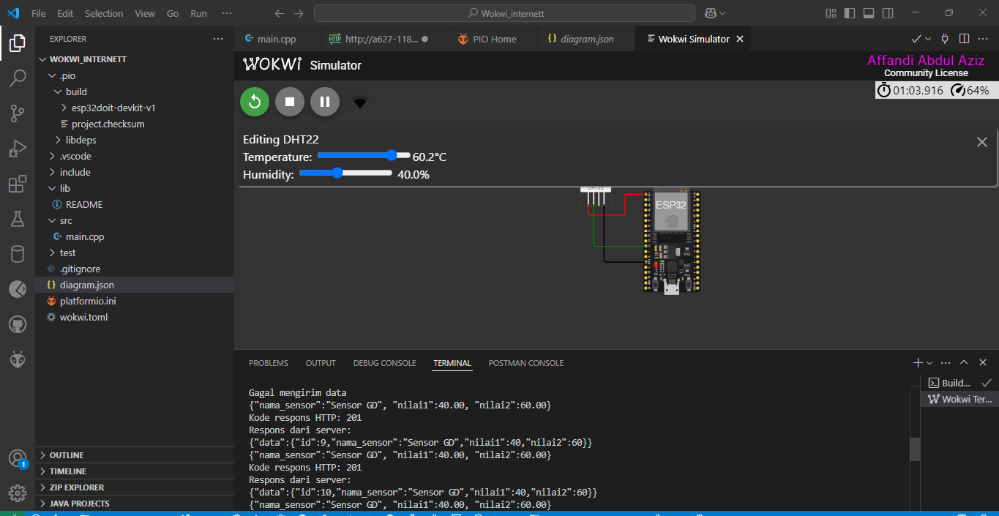 File Edit Selection View Go Run ··· Wokwi_internett
EXPLORER ···
WOKWI_INTERNETT
.pio
build
esp32doit-devkit-v1
project.checksum
libdeps
.vscode
include
lib
README
src
main.cpp
test
.gitignore
diagram.json
platformio.ini
wokwi.toml
OUTLINE
TIMELINE
ZIP EXPLORER
JAVA PROJECTS
1
main.cpp HTTP http://a627-118... PIO Home {} diagram.json Wokwi Simulator
WOKWI Simulator
Affandi Abdul Aziz
Community License
01:03.916 64%
Editing DHT22
Temperature: 60.2°C
Humidity: 40.0%
DHT22
ESP32
PROBLEMS OUTPUT DEBUG CONSOLE TERMINAL POSTMAN CONSOLE
Gagal mengirim data
{"nama_sensor":"Sensor GD", "nilai1":40.00, "nilai2":60.00}
Kode respons HTTP: 201
Respons dari server:
{"data":{"id":9,"nama_sensor":"Sensor GD","nilai1":40,"nilai2":60}}
{"nama_sensor":"Sensor GD", "nilai1":40.00, "nilai2":60.00}
Kode respons HTTP: 201
Respons dari server:
{"data":{"id":10,"nama_sensor":"Sensor GD","nilai1":40,"nilai2":60}}
{"nama_sensor":"Sensor GD", "nilai1":40.00, "nilai2":60.00}
Build...
Wokwi Ter...